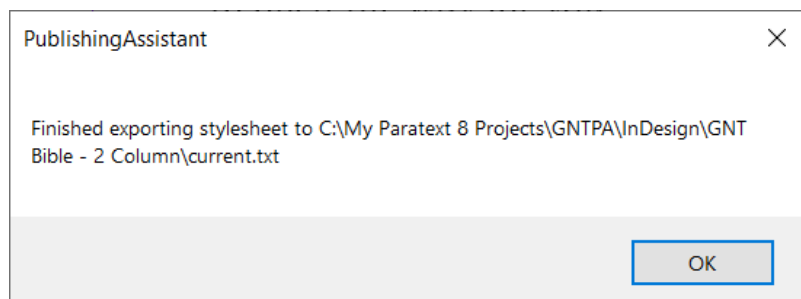 PublishingAssistant
Finished exporting stylesheet to C:\My Paratext 8 Projects\GNTPA\InDesign\GNT
Bible - 2 Column\current.txt
OK